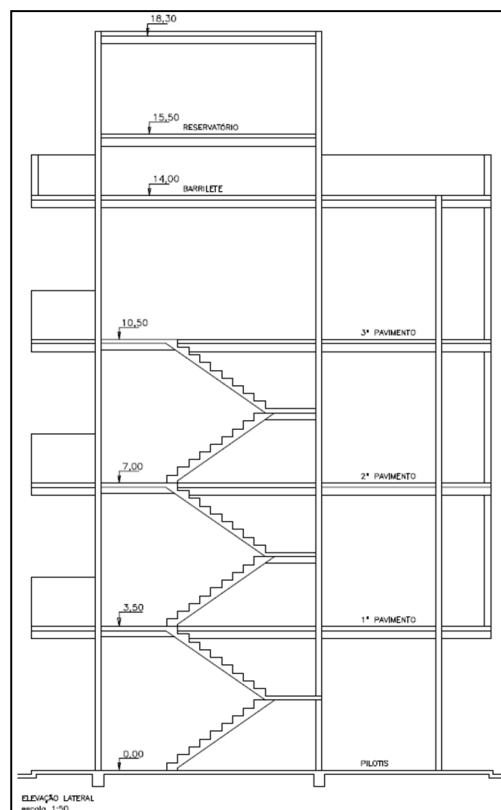 18,30
15,50
RESERVATÓRIO
14,00
BARRILETE
10,50
3º PAVIMENTO
7,00
2º PAVIMENTO
3,50
1º PAVIMENTO
0,00
PILOTIS
ELEVAÇÃO LATERAL
escala 1:50